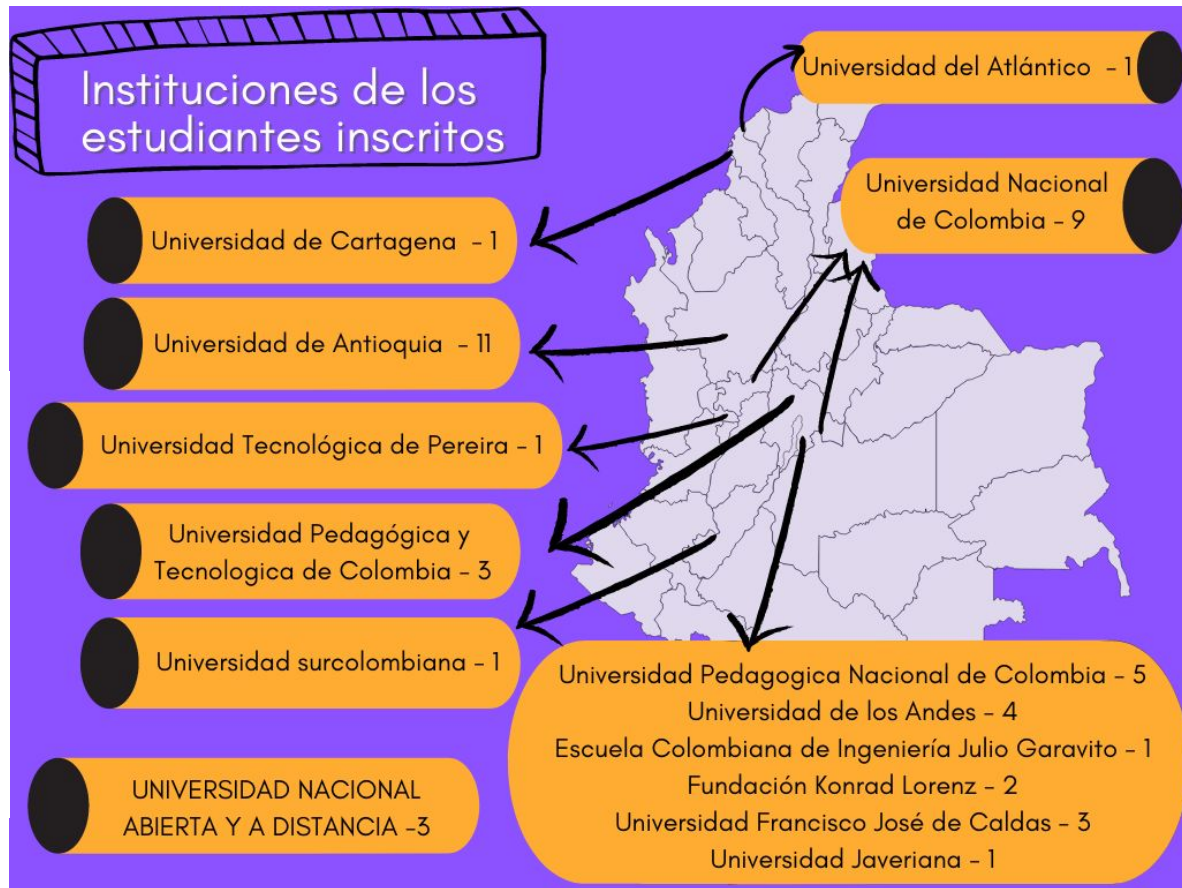 Instituciones de los
estudiantes inscritos
Universidad del Atlántico - 1
Universidad Nacional
de Colombia - 9
Universidad de Cartagena - 1
Universidad de Antioquia - 11
Universidad Tecnológica de Pereira - 1
Universidad Pedagógica y
Tecnologica de Colombia - 3
Universidad surcolombiana - 1
UNIVERSIDAD NACIONAL
ABIERTA Y A DISTANCIA -3
Universidad Pedagogica Nacional de Colombia - 5
Universidad de los Andes - 4
Escuela Colombiana de Ingeniería Julio Garavito - 1
Fundación Konrad Lorenz - 2
Universidad Francisco José de Caldas - 3
Universidad Javeriana - 1